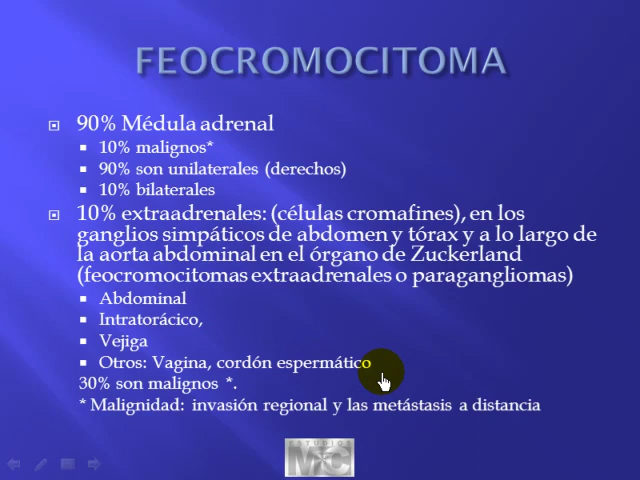 FEOCROMOCITOMA
90% Médula adrenal
10% malignos*
90% son unilaterales (derechos)
10% bilaterales
10% extraadrenales: (células cromafines), en los
ganglios simpáticos de abdomen y tórax y a lo largo de
la aorta abdominal en el órgano de Zuckerland
(feocromocitomas extraadrenales o paragangliomas)
Abdominal
Intratorácico,
Vejiga
Otros: Vagina, cordón espermático
30% son malignos *.
* Malignidad: invasión regional y las metástasis a distancia
ESTUDIOS
MC